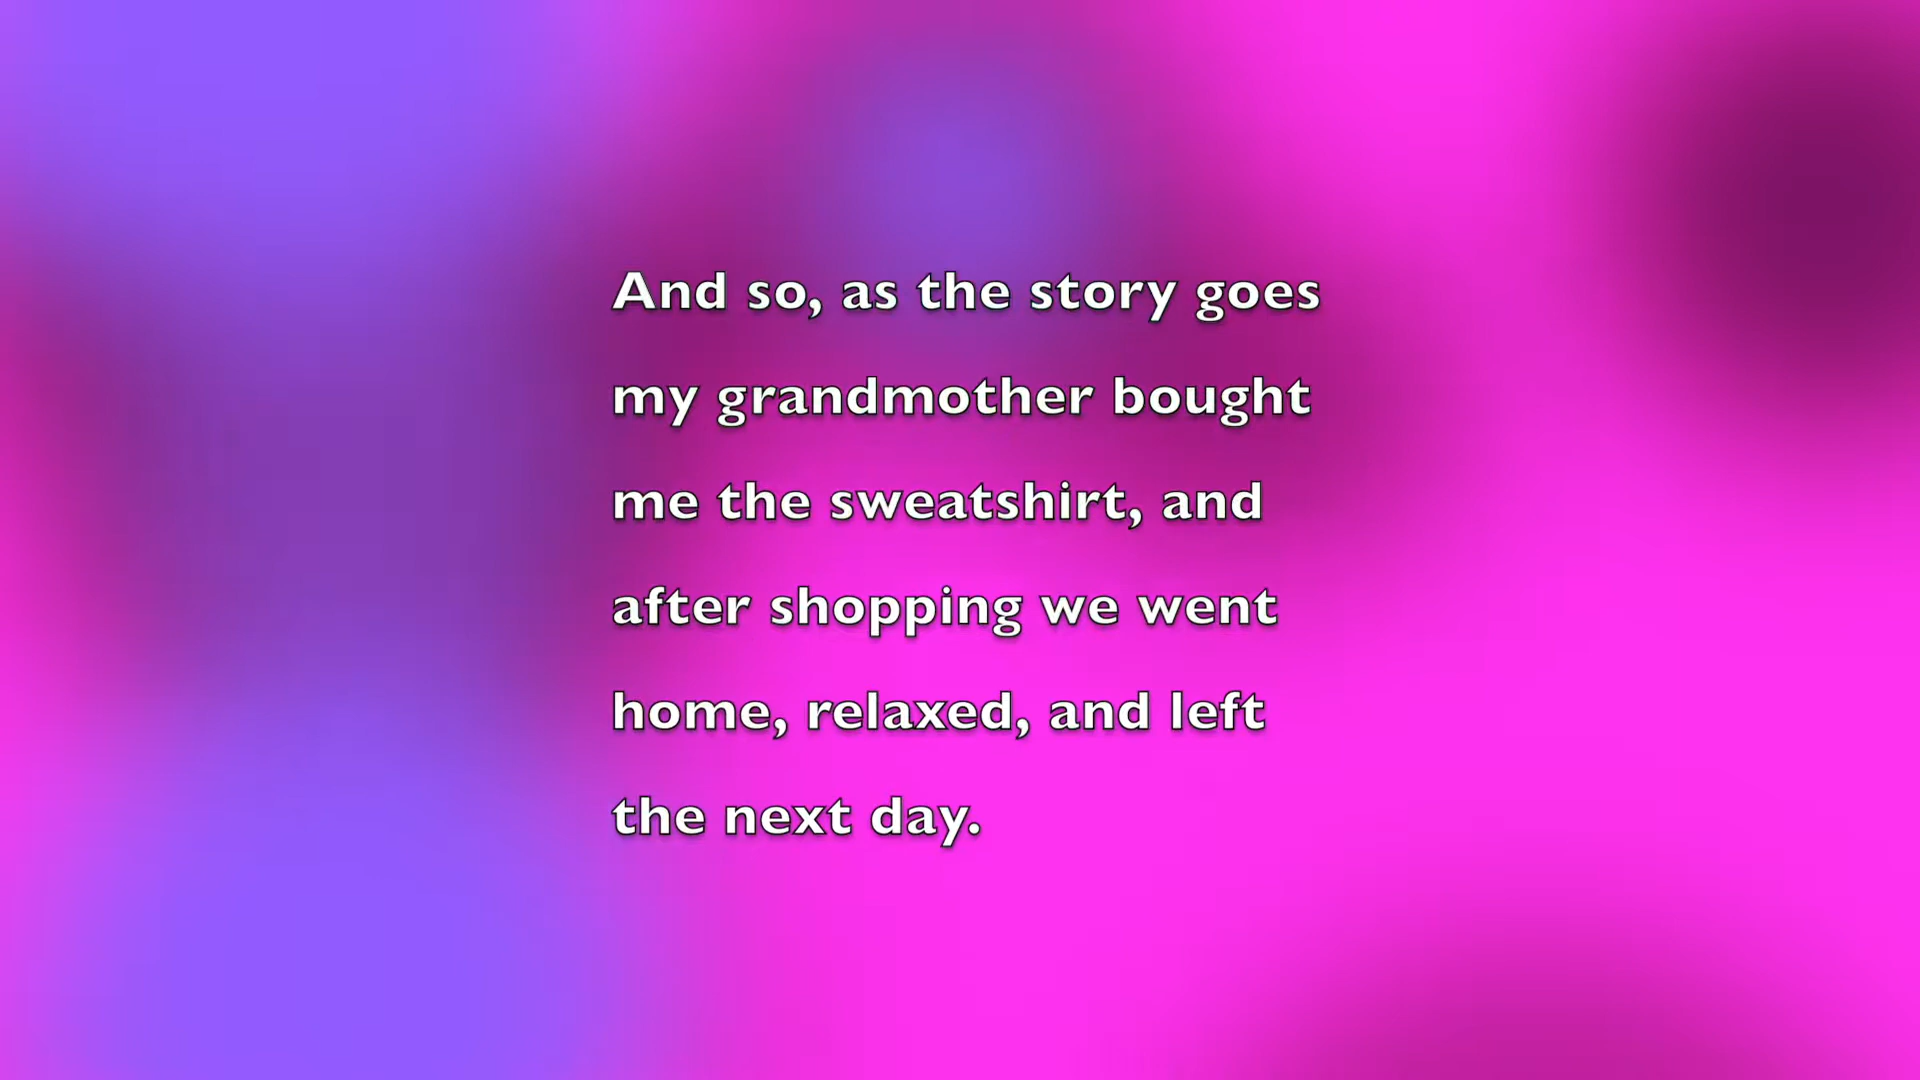 And so, as the story goes
my grandmother bought
me the sweatshirt, and
after shopping we went
home, relaxed, and left
the next day.